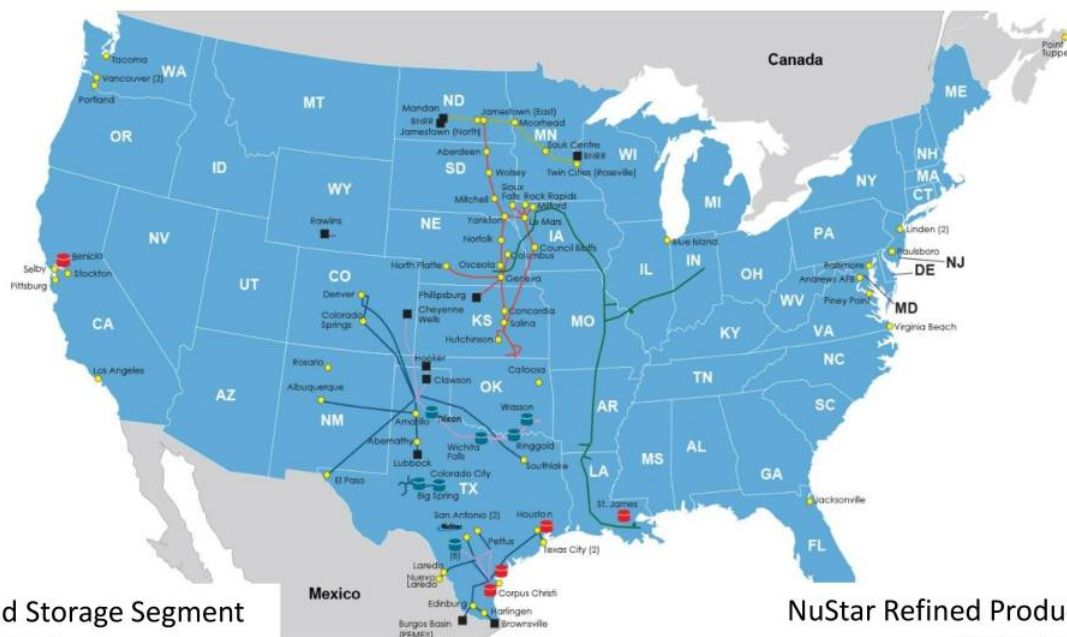 Canada
Point
Tuppe
Tacoma
WA
Vancouver (2)
Portland
OR
MT
ID
WY
ND
Mandan
BNRR
Jamestown (East)
Jamestown (North)
Moorhead
MN
Sauk Centre
BNRR
Twin Cities (Roseville)
WI
MI
ME
NH
MA
CT
NY
Aberdeen
SD
Wolsey
Mitchell
Sioux
Falls
Rock Rapids
Milford
Yankton
Le Mars
Rawlins
NE
Norfolk
IA
Council Bluffs
Columbus
North Platte
Osceola
Geneva
Blue Island
IL
IN
OH
PA
Linden (2)
Paulsboro
NJ
DE
Baltimore
Andrews AFB
Piney Point
MD
WV
VA
Virginia Beach
Benicia
Selby
Stockton
Pittsburg
NV
UT
CA
CO
Denver
Colorado
Springs
Phillipsburg
Cheyenne
Wells
KS
Concordia
Salina
Hutchinson
MO
KY
NC
TN
SC
Los Angeles
AZ
Rosario
Albuquerque
NM
Hooker
Clawson
OK
Catoosa
AR
Amarillo
Dixon
Wasson
Abernathy
Wichita
Falls
Ringgold
Lubbock
Southlake
MS
AL
GA
LA
El Paso
Colorado City
Big Spring
TX
San Antonio (2)
NuStar
Houston
St. James
Jacksonville
FL
Pettus
(8)
Texas City (2)
Laredo
Nuevo
Laredo
Corpus Christi
Mexico
Edinburg
Harlingen
Burgos Basin
(PEMEX)
Brownsville
d Storage Segment
NuStar Refined Produ